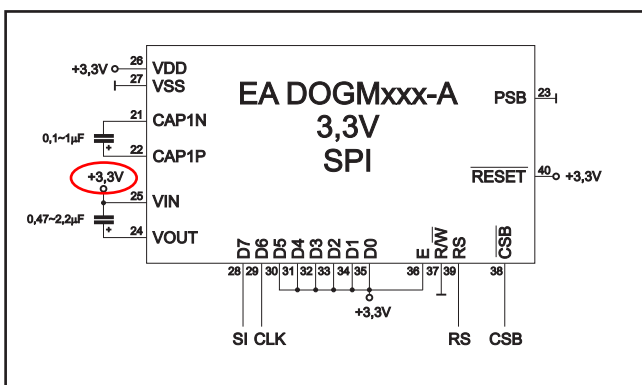 EA DOGMxxx-A
3,3V
SPI
+3,3V
26 VDD
27 VSS
21 CAP1N
0,1~1µF
+
22 CAP1P
+3,3V
25 VIN
0,47~2,2µF
+
24 VOUT
PSB 23
RESET 40 +3,3V
D7 D6 D5 D4 D3 D2 D1 D0 E R/W RS CSB
28 29 30 31 32 33 34 35 36 37 39 38
+3,3V
SI CLK RS CSB